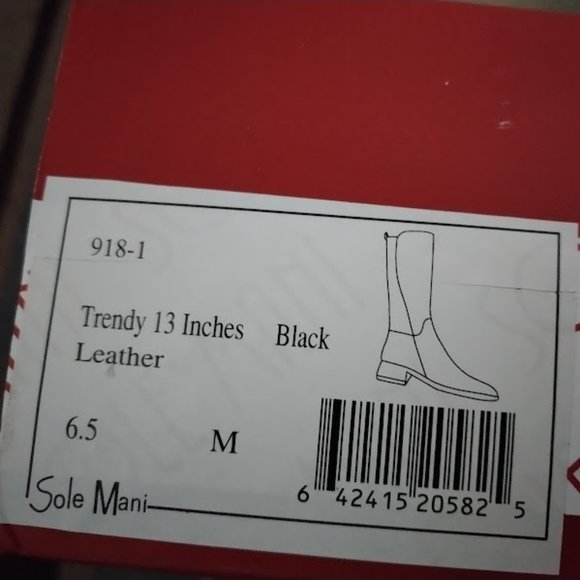 918-1
Trendy 13 Inches Black
Leather
6.5 M
Sole Mani
6 42415 20582 5